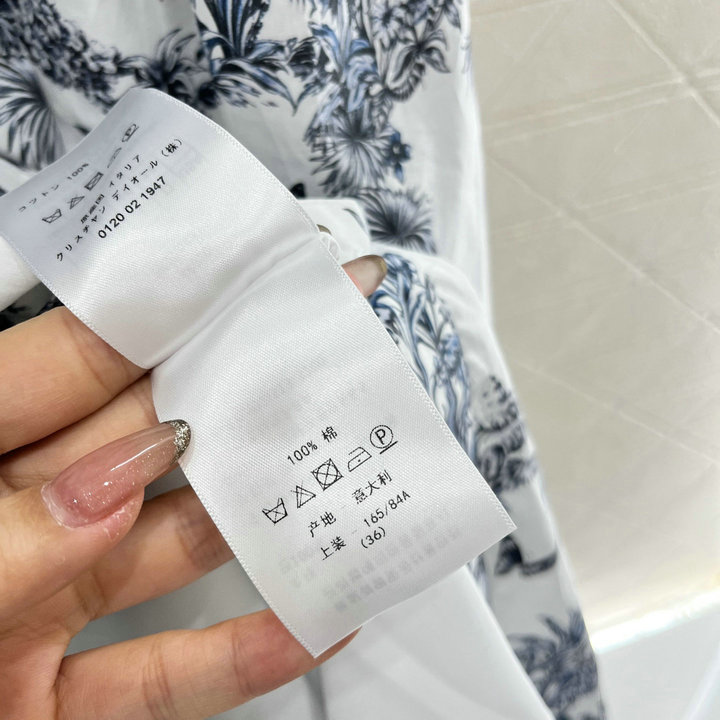 コットン 100%
原産国 イタリア
クリスチャン デイオール (株)
0120 02 1947
100% 棉
产地 意大利
上装 165/84A
(36)